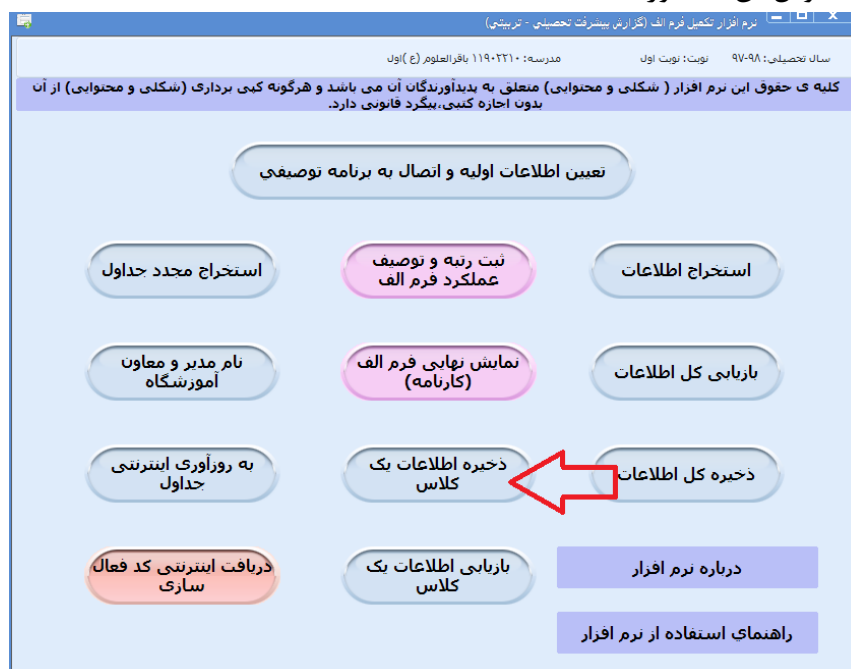 نرم افزار تکمیل فرم الف (گزارش پیشرفت تحصیلی - تربیتی)
سال تحصیلی: ۹۸-۹۷ نوبت: نوبت اول مدرسه: ۱۱۹۰۲۲۱۰ باقرالعلوم (ع )اول
کلیه ی حقوق این نرم افزار ( شکلی و محتوایی) متعلق به پدیدآورندگان آن می باشد و هرگونه کپی برداری (شکلی و محتوایی) از آن
بدون اجازه کتبی،پیگرد قانونی دارد.
تعیین اطلاعات اولیه و اتصال به برنامه توصیفي
استخراج اطلاعات
ثبت رتبه و توصیف
عملکرد فرم الف
استخراج مجدد جداول
بازیابی کل اطلاعات
نمایش نهایی فرم الف
(کارنامه)
نام مدیر و معاون
آموزشگاه
ذخیره کل اطلاعات
ذخیره اطلاعات یک
کلاس
به روزآوری اینترنتی
جداول
درباره نرم افزار
بازیابی اطلاعات یک
کلاس
دریافت اینترنتی کد فعال
سازی
راهنماي استفاده از نرم افزار